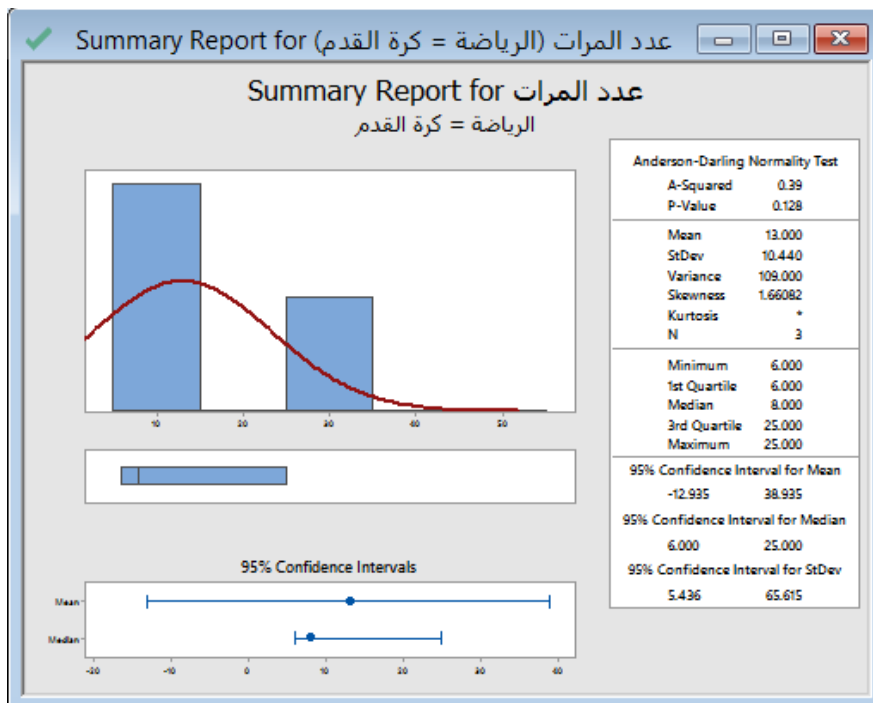 Summary Report for عدد المرات (الرياضة = كرة القدم)
Summary Report for عدد المرات
الرياضة = كرة القدم
10 20 30 40 50
95% Confidence Intervals
Mean
Median
-20 -10 0 10 20 30 40
Anderson-Darling Normality Test
A-Squared 0.39
P-Value 0.128
Mean 13.000
StDev 10.440
Variance 109.000
Skewness 1.66082
Kurtosis *
N 3
Minimum 6.000
1st Quartile 6.000
Median 8.000
3rd Quartile 25.000
Maximum 25.000
95% Confidence Interval for Mean
-12.935 38.935
95% Confidence Interval for Median
6.000 25.000
95% Confidence Interval for StDev
5.436 65.615